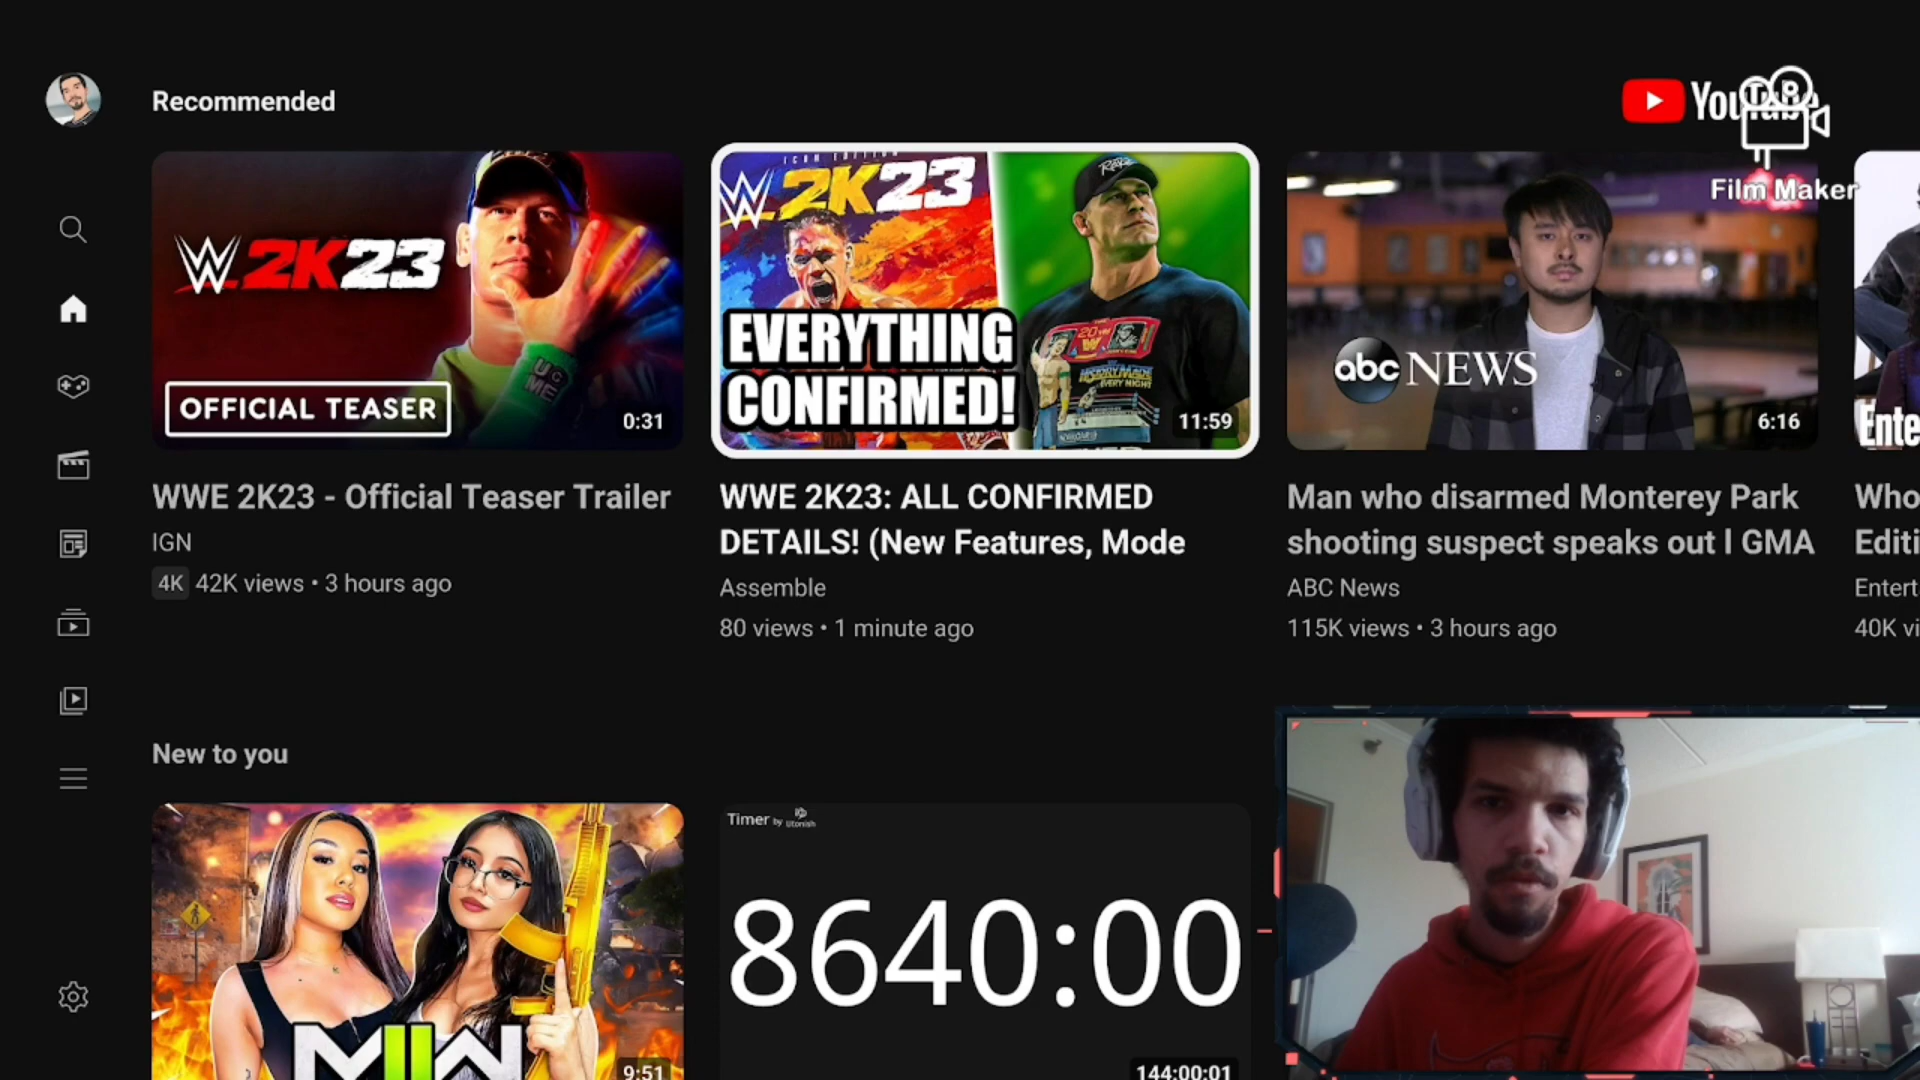 Recommended
YouTube
Film Maker
W 2K23
OFFICIAL TEASER
U C
ME
0:31
WWE 2K23 - Official Teaser Trailer
IGN
4K 42K views • 3 hours ago
ICON EDITION
W 2K23
EVERYTHING
CONFIRMED!
11:59
WWE 2K23: ALL CONFIRMED
DETAILS! (New Features, Mode
Assemble
80 views • 1 minute ago
abc NEWS
6:16
Man who disarmed Monterey Park
shooting suspect speaks out l GMA
ABC News
115K views • 3 hours ago
Ente
Who
Editi
Entert
40K vi
New to you
MW
9:51
Timer by Utonish
8640:00
144:00:01